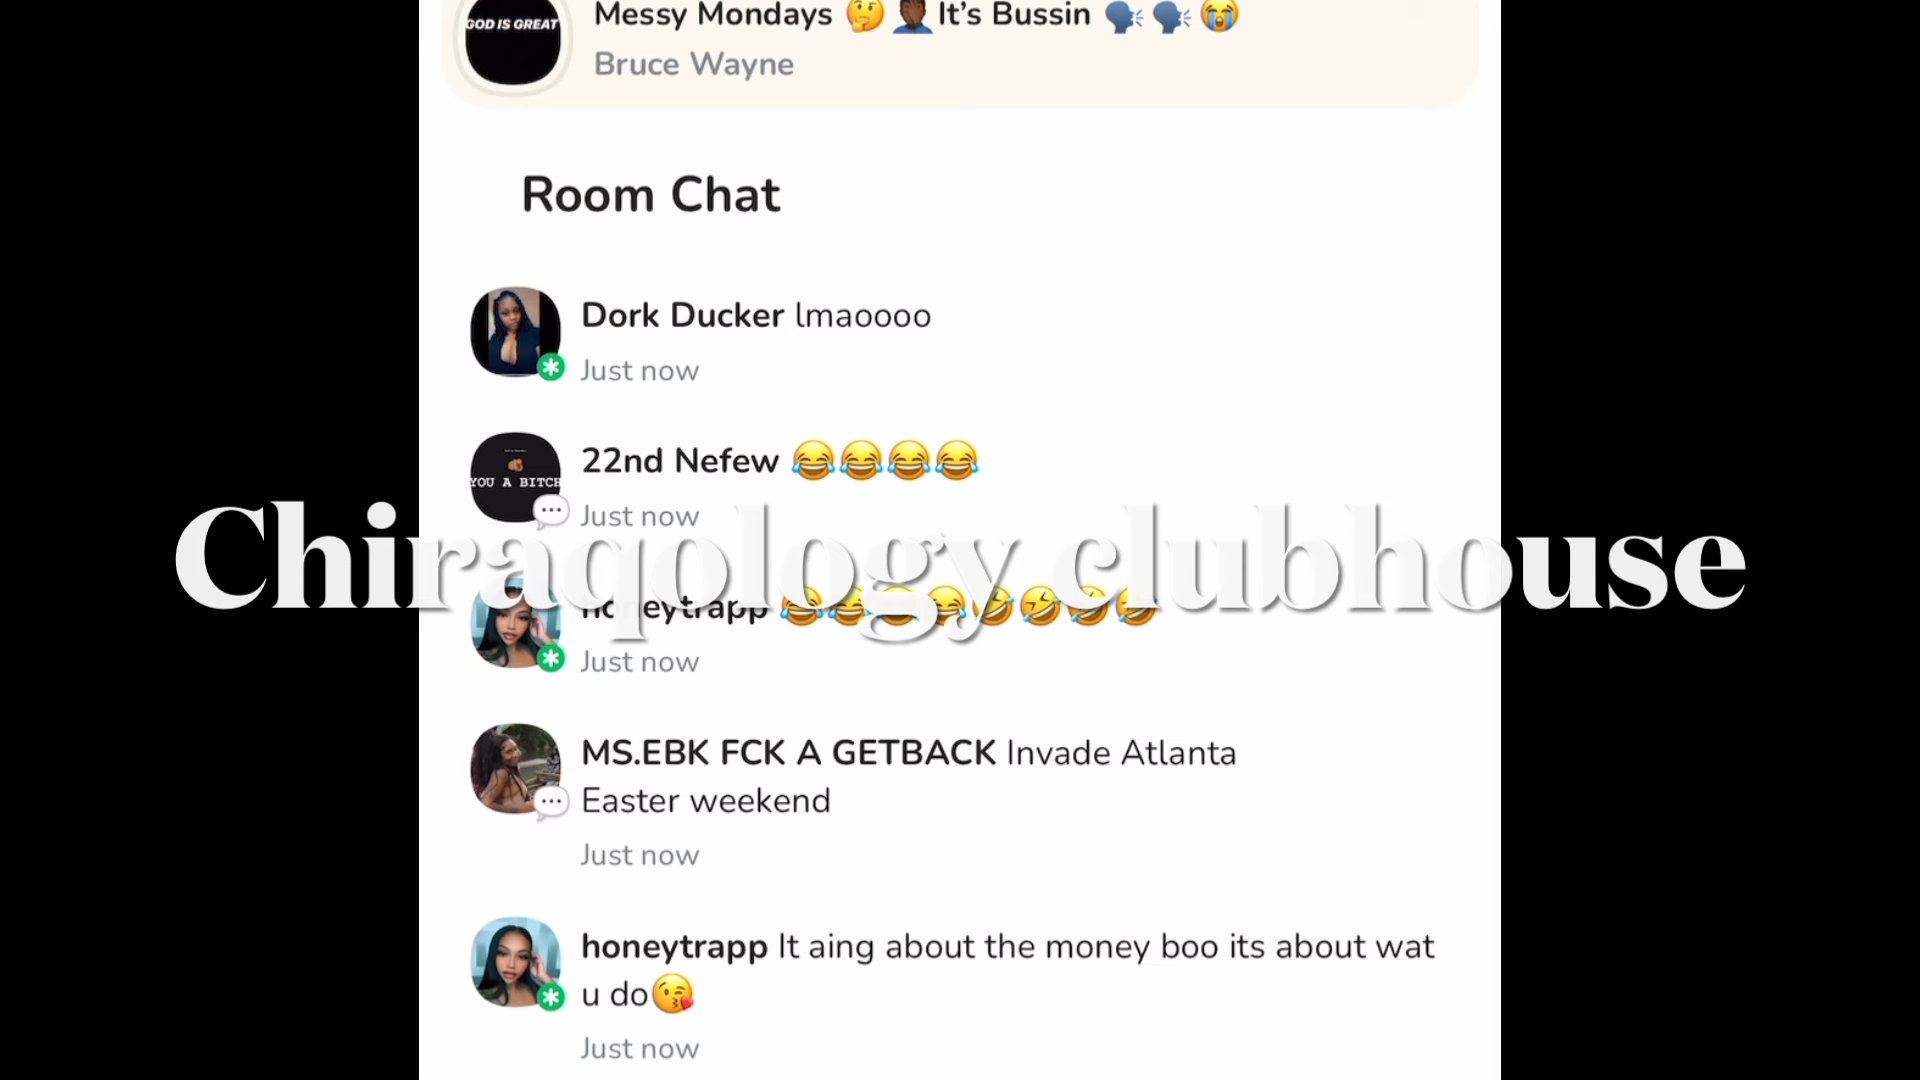 GOD IS GREAT
Messy Mondays 🤔 🤦🏾‍♂️It's Bussin 🗣️ 🗣️ 😭
Bruce Wayne
Room Chat
Dork Ducker lmaoooo
Just now
22nd Nefew 😂😂😂😂
YOU A BITCH
Just now
Chiraqology clubhouse
honeytrapp 😂😂😂😂🤣🤣🤣🤣
Just now
MS.EBK FCK A GETBACK Invade Atlanta
Easter weekend
Just now
honeytrapp It aing about the money boo its about wat
u do😘
Just now